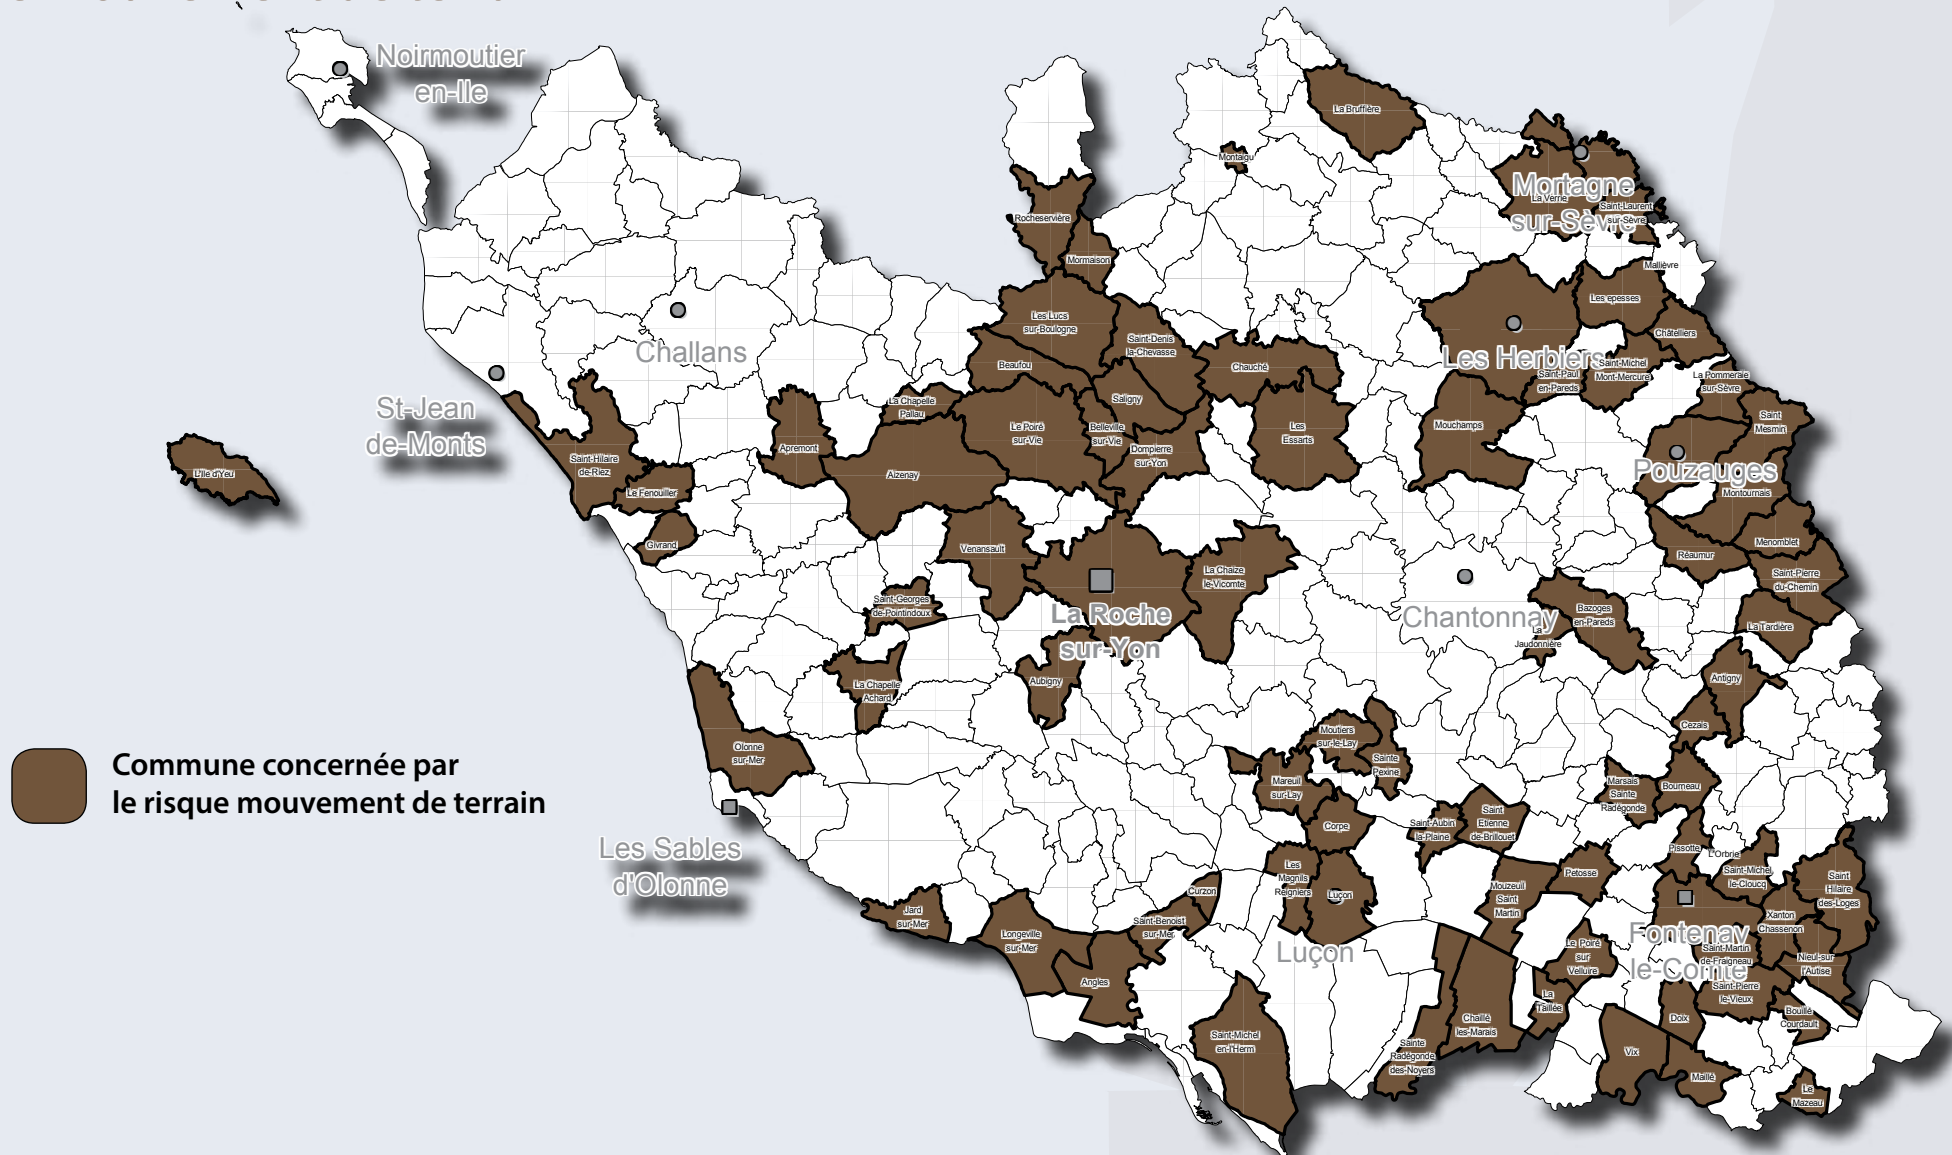 Noirmoutier
en-Ile
La Bruffière
Montaigu
Mortagne
sur-Sèvre
La Verrie
Saint-Laurent
sur-Sèvre
Rocheservière
Mormaison
Mallièvre
Les epesses
Châtelliers
Les Lucs
sur-Boulogne
Saint-Denis
la-Chevasse
Challans
Beaufou
Chauché
Les Herbiers
Saint-Michel
Mont-Mercure
Saint-Paul
en-Pareds
La Pommeraie
sur-Sèvre
St-Jean
de-Monts
La Chapelle
Pallau
Saligny
Saint
Mesmin
Le Poiré
sur-Vie
Belleville
sur-Vie
Les
Essarts
Mouchamps
Apremont
Dompierre
sur-Yon
Saint-Hilaire
de-Riez
L'Ile d'Yeu
Aizenay
Pouzauges
Le Fenouiller
Montournais
Givrand
Venansault
Menomblet
Réaumur
La Chaize
le-Vicomte
Saint-Pierre
du-Chemin
Saint-Georges
de-Pointindoux
La Roche
sur-Yon
Chantonnay
Bazoges
en-Pareds
La
Jaudonnière
La Tardière
La Chapelle
Achard
Aubigny
Antigny
Cezais
Olonne
sur-Mer
Moutiers
sur-le-Lay
Sainte
Pexine
Commune concernée par
le risque mouvement de terrain
Mareuil
sur-Lay
Marsais
Sainte
Radégonde
Bourneau
Les Sables
d'Olonne
Corpe
Saint-Aubin
la-Plaine
Saint
Etienne
de-Brillouet
Pissotte
L'Orbrie
Saint-Michel
le-Cloucq
Les
Magnils
Reigniers
Luçon
Petosse
Mouzeuil
Saint
Martin
Saint
Hilaire
des-Loges
Curzon
Jard
sur-Mer
Saint-Benoist
sur-Mer
Longeville
sur-Mer
Xanton
Chassenon
Luçon
Fontenay
le-Comte
Le Poiré
sur
Velluire
Saint-Martin
de-Fraigneau
Nieul-sur
l'Autise
Angles
Saint-Pierre
le-Vieux
La
Taillée
Doix
Bouillé
Courdault
Chaillé
les-Marais
Saint-Michel
en-l'Herm
Sainte
Radégonde
des-Noyers
Vix
Maillé
Le
Mazeau